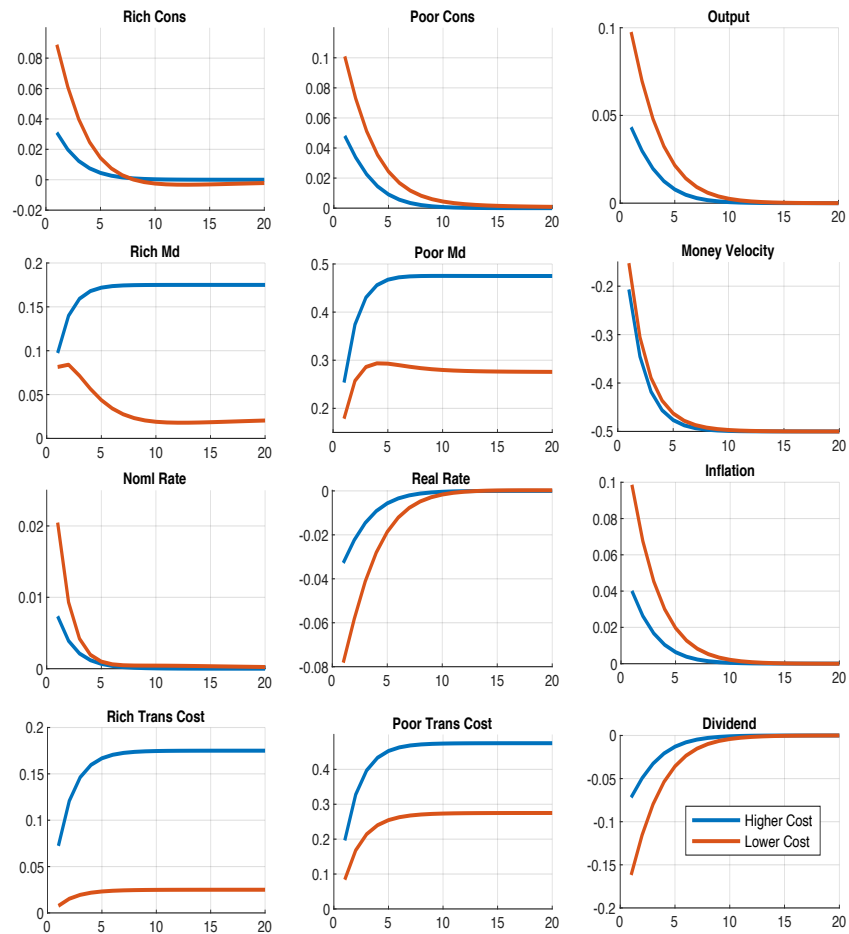 Rich Cons
0.08
0.06
0.04
0.02
0
-0.02
0 5 10 15 20
Poor Cons
0.1
0.08
0.06
0.04
0.02
0
0 5 10 15 20
Output
0.1
0.05
0
0 5 10 15 20
Rich Md
0.2
0.15
0.1
0.05
0
0 5 10 15 20
Poor Md
0.5
0.4
0.3
0.2
0 5 10 15 20
Money Velocity
-0.2
-0.3
-0.4
-0.5
0 5 10 15 20
Noml Rate
0.02
0.01
0
0 5 10 15 20
Real Rate
0
-0.02
-0.04
-0.06
-0.08
0 5 10 15 20
Inflation
0.1
0.08
0.06
0.04
0.02
0
0 5 10 15 20
Rich Trans Cost
0.2
0.15
0.1
0.05
0
0 5 10 15 20
Poor Trans Cost
0.4
0.3
0.2
0.1
0
0 5 10 15 20
Dividend
0
-0.05
-0.1
-0.15
-0.2
0 5 10 15 20
Higher Cost
Lower Cost